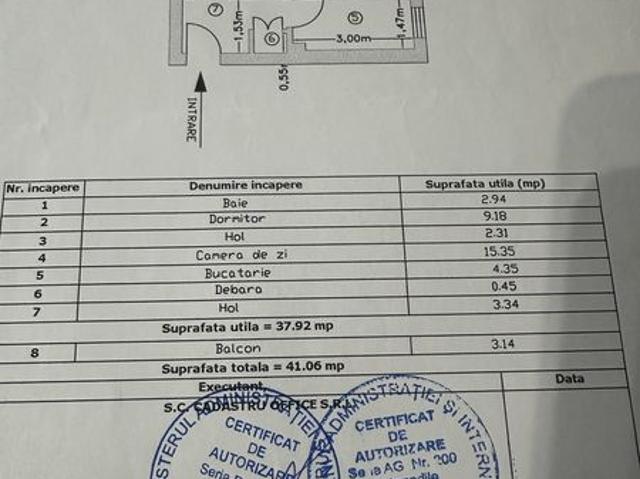 7
1,53m
6
5
3,00m
1,47m
0,55
INTRARE
Nr. incapere Denumire incapere Suprafata utila (mp)
1 Baie 2.94
2 Dormitor 9.18
3 Hol 2.31
4 Camera de zi 15.35
5 Bucatarie 4.35
6 Debara 0.45
7 Hol 3.34
Suprafata utila = 37.92 mp
8 Balcon 3.14
Suprafata totala = 41.06 mp
Executant, Data
S.C. CADASTRU OFFICE S.R.L.
ADMINISTRAȚIEI ȘI INTERN
CERTIFICAT
DE
AUTORIZARE
Seria
CERTIFICAT
DE
AUTORIZARE
AG Nr. 200